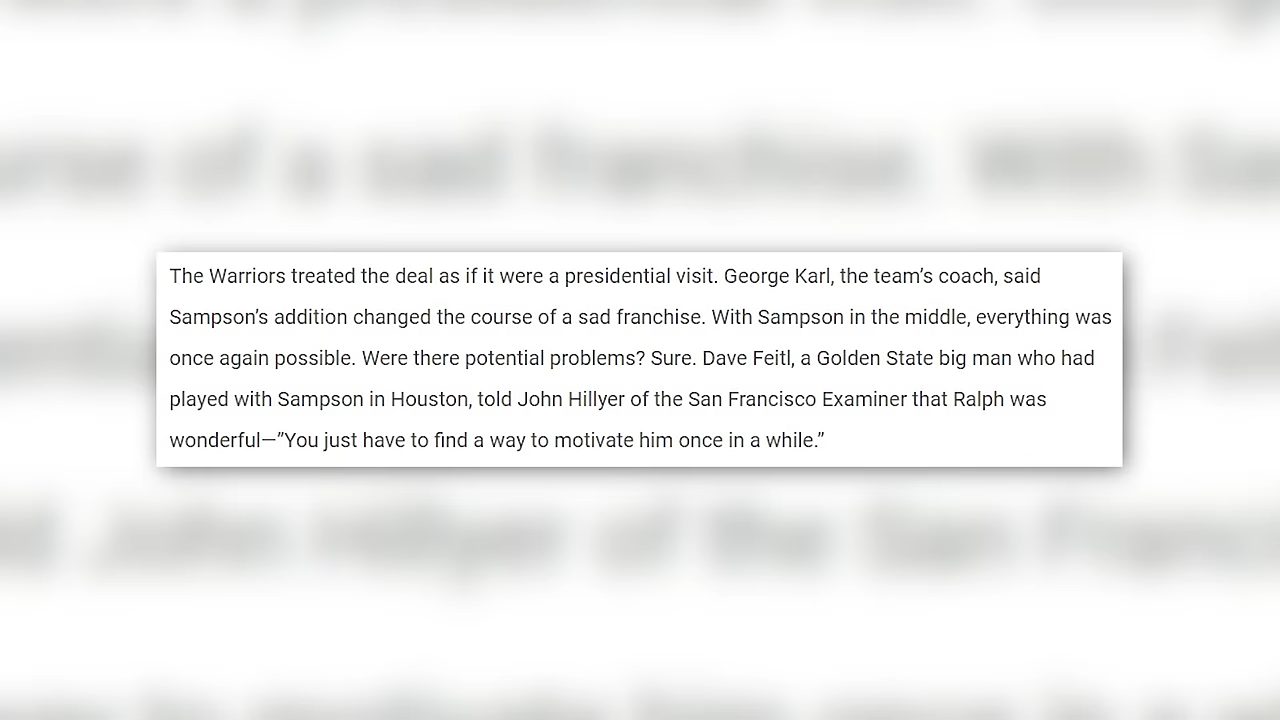 The Warriors treated the deal as if it were a presidential visit. George Karl, the team’s coach, said
Sampson’s addition changed the course of a sad franchise. With Sampson in the middle, everything was
once again possible. Were there potential problems? Sure. Dave Feitl, a Golden State big man who had
played with Sampson in Houston, told John Hillyer of the San Francisco Examiner that Ralph was
wonderful—”You just have to find a way to motivate him once in a while.”